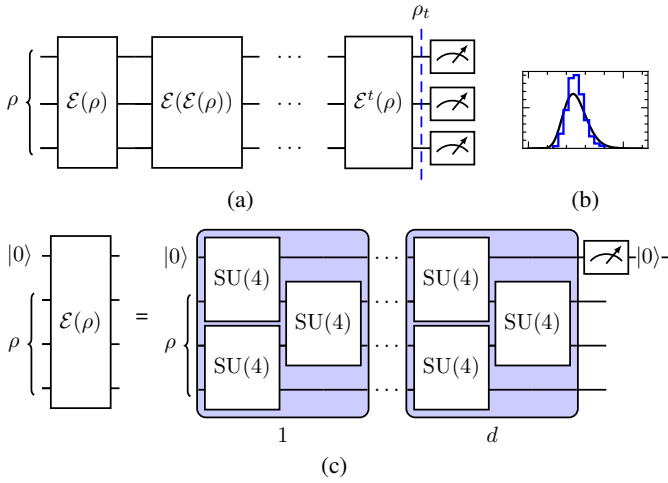 ρ_t
ρ { ℰ(ρ) ℰ(ℰ(ρ)) ··· ℰ^t(ρ)
···
···
(a) (b)
|0⟩ |0⟩ SU(4) ··· SU(4) |0⟩
ℰ(ρ) = SU(4) ··· SU(4)
ρ { ρ { SU(4) ··· SU(4)
···
1 d
(c)